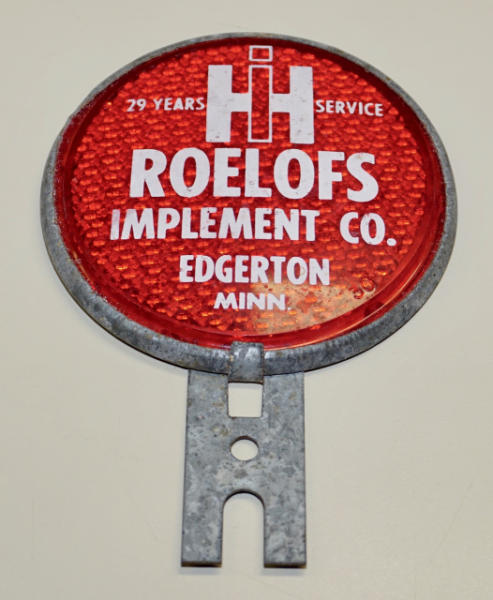 29 YEARS IH SERVICE
ROELOFS
IMPLEMENT CO.
EDGERTON
MINN.